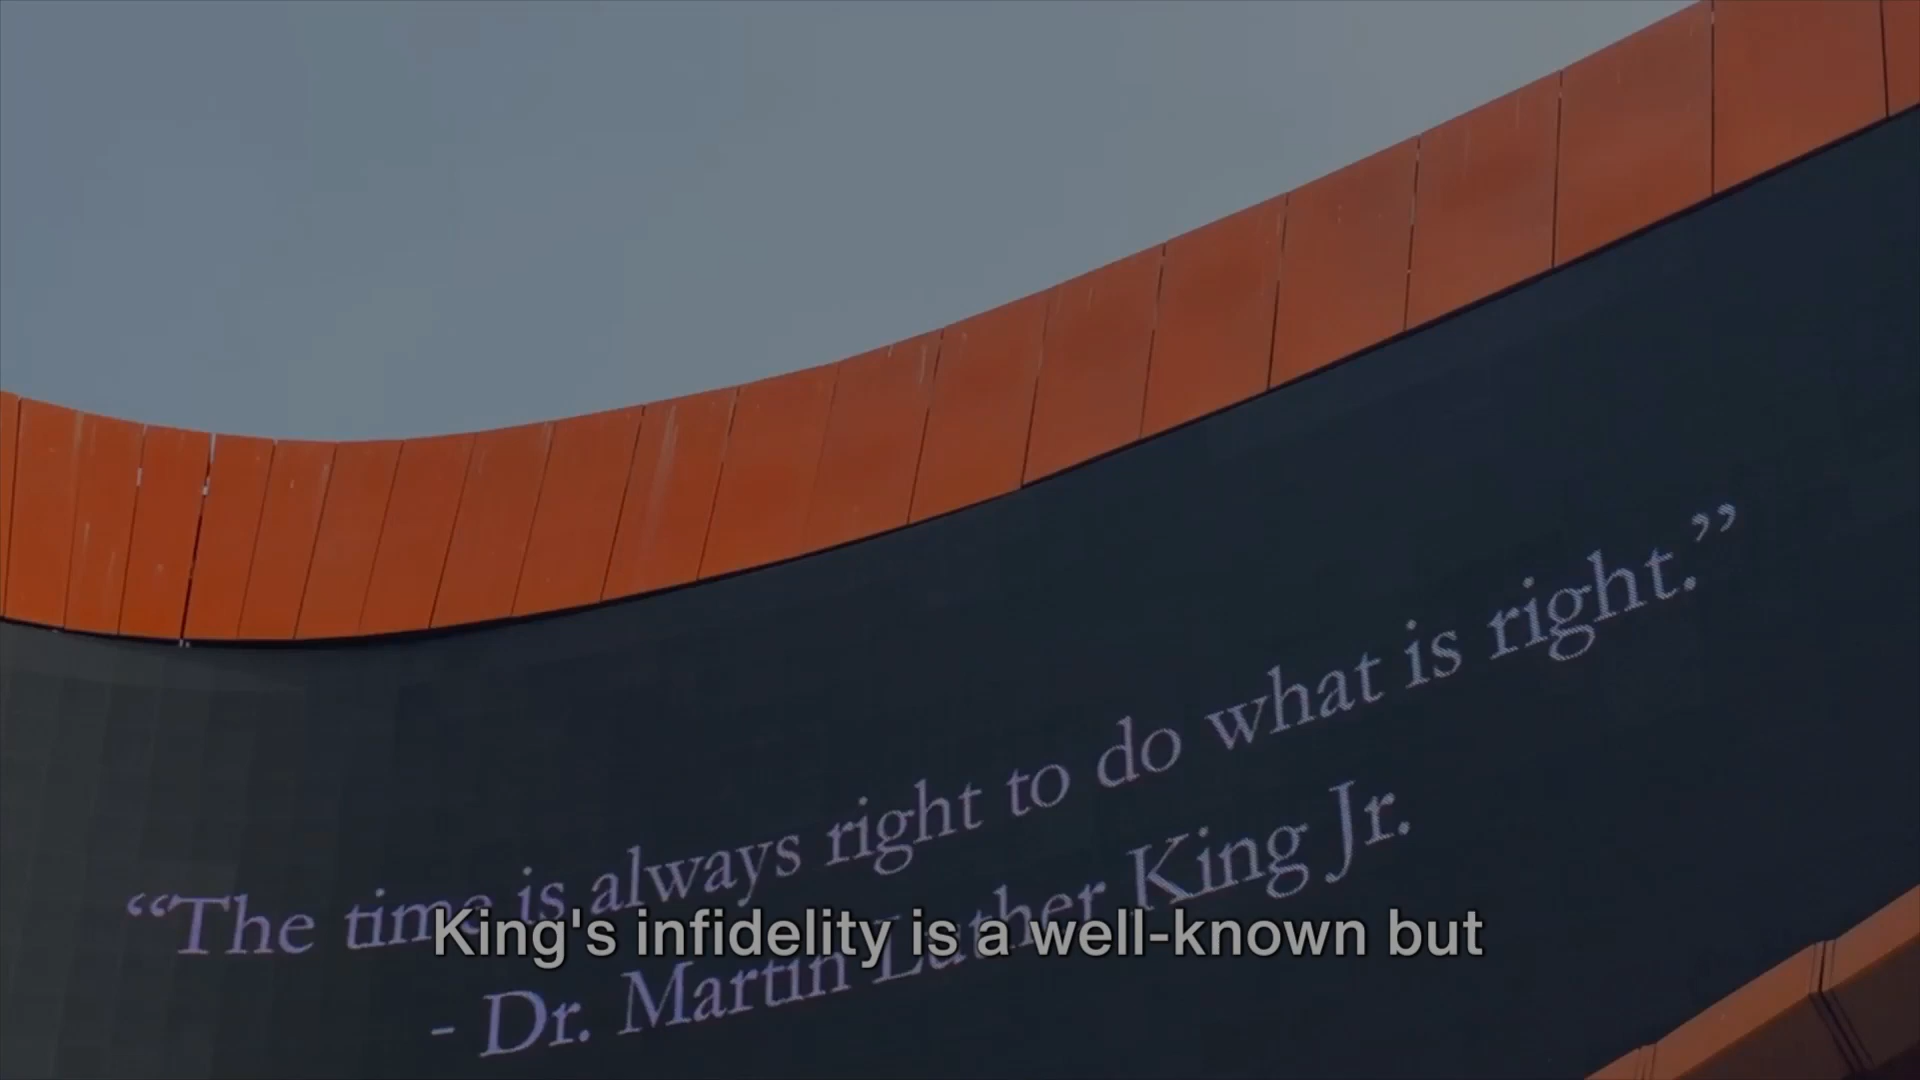 “The time is always right to do what is right.”
- Dr. Martin Luther King Jr.
King's infidelity is a well-known but